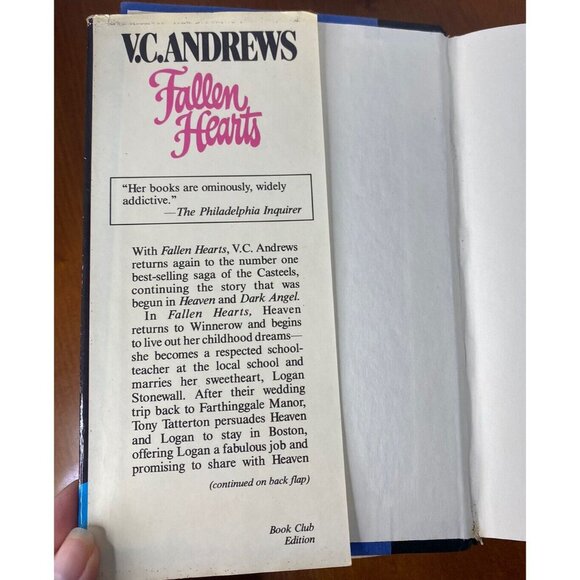 V.C. ANDREWS
Fallen
Hearts
“Her books are ominously, widely
addictive.”
—The Philadelphia Inquirer
With Fallen Hearts, V.C. Andrews
returns again to the number one
best-selling saga of the Casteels,
continuing the story that was
begun in Heaven and Dark Angel.
In Fallen Hearts, Heaven
returns to Winnerow and begins
to live out her childhood dreams—
she becomes a respected school-
teacher at the local school and
marries her sweetheart, Logan
Stonewall. After their wedding
trip back to Farthinggale Manor,
Tony Tatterton persuades Heaven
and Logan to stay in Boston,
offering Logan a fabulous job and
promising to share with Heaven
(continued on back flap)
Book Club
Edition